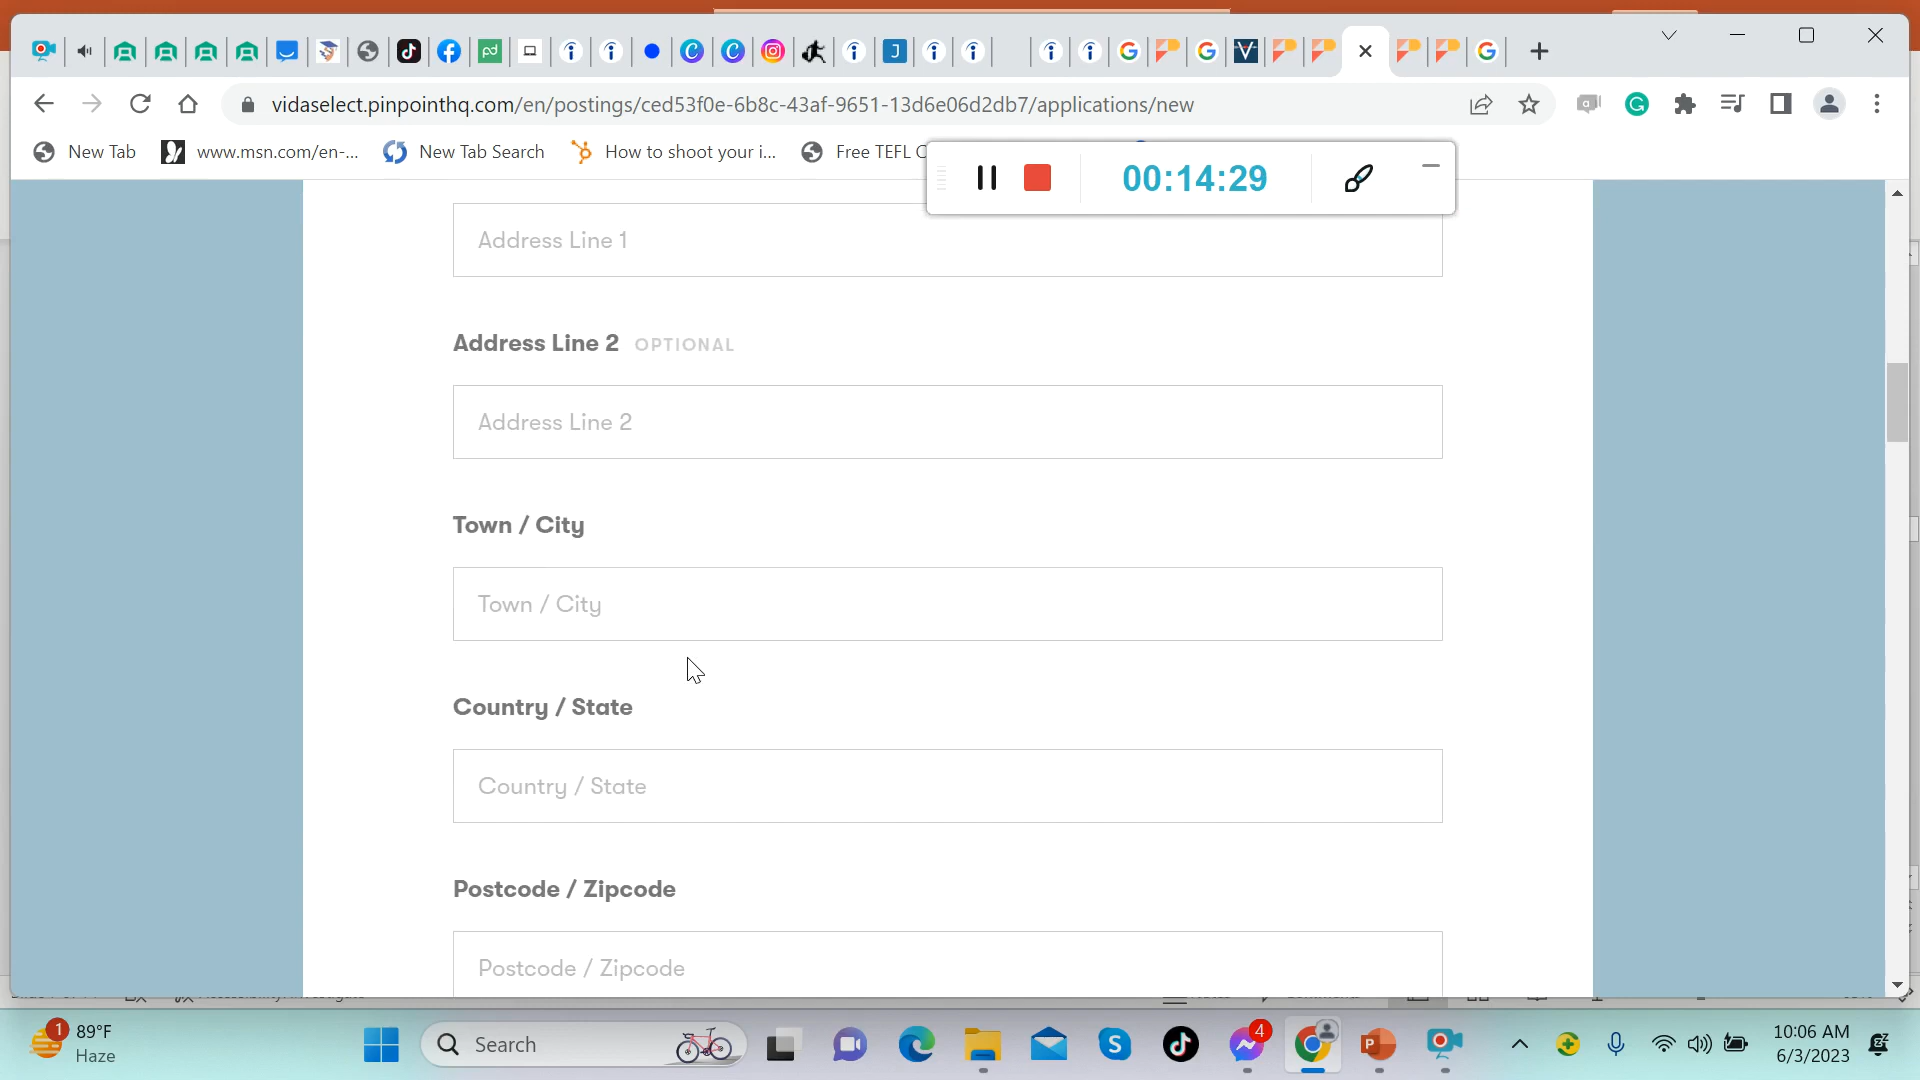 vidaselect.pinpointhq.com/en/postings/ced53f0e-6b8c-43af-9651-13d6e06d2db7/applications/new
New Tab
www.msn.com/en-...
New Tab Search
How to shoot your i...
Free TEFL C
00:14:29
Address Line 1
Address Line 2 OPTIONAL
Address Line 2
Town / City
Town / City
Country / State
Country / State
Postcode / Zipcode
Postcode / Zipcode
1
89°F
Haze
Search
4
10:06 AM
6/3/2023